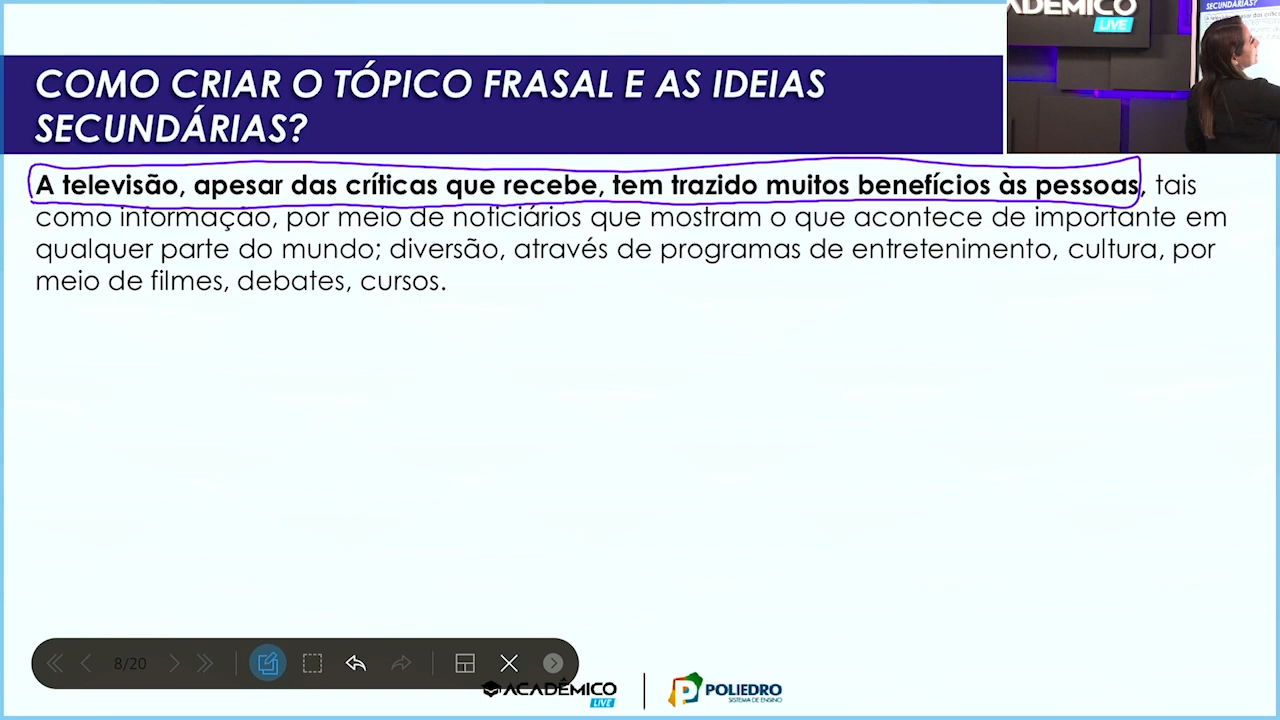 COMO CRIAR O TÓPICO FRASAL E AS IDEIAS
SECUNDÁRIAS?
ACADÊMICO
LIVE
SECUNDÁRIAS?
A televisão, apesar das críticas que recebe, tem trazido muitos benefícios às pessoas, tais
como informação, por meio de noticiários que mostram o que acontece de importante em
qualquer parte do mundo; diversão, através de programas de entretenimento, cultura, por
meio de filmes, debates, cursos.
8/20
ACADÊMICO
LIVE
POLIEDRO
SISTEMA DE ENSINO